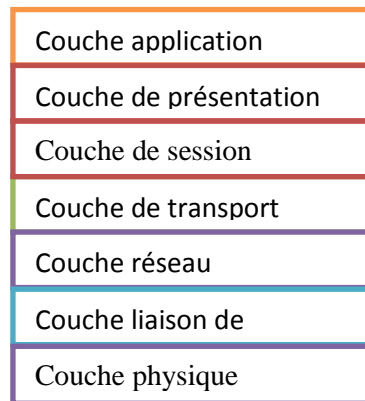 Couche application
Couche de présentation
Couche de session
Couche de transport
Couche réseau
Couche liaison de
Couche physique